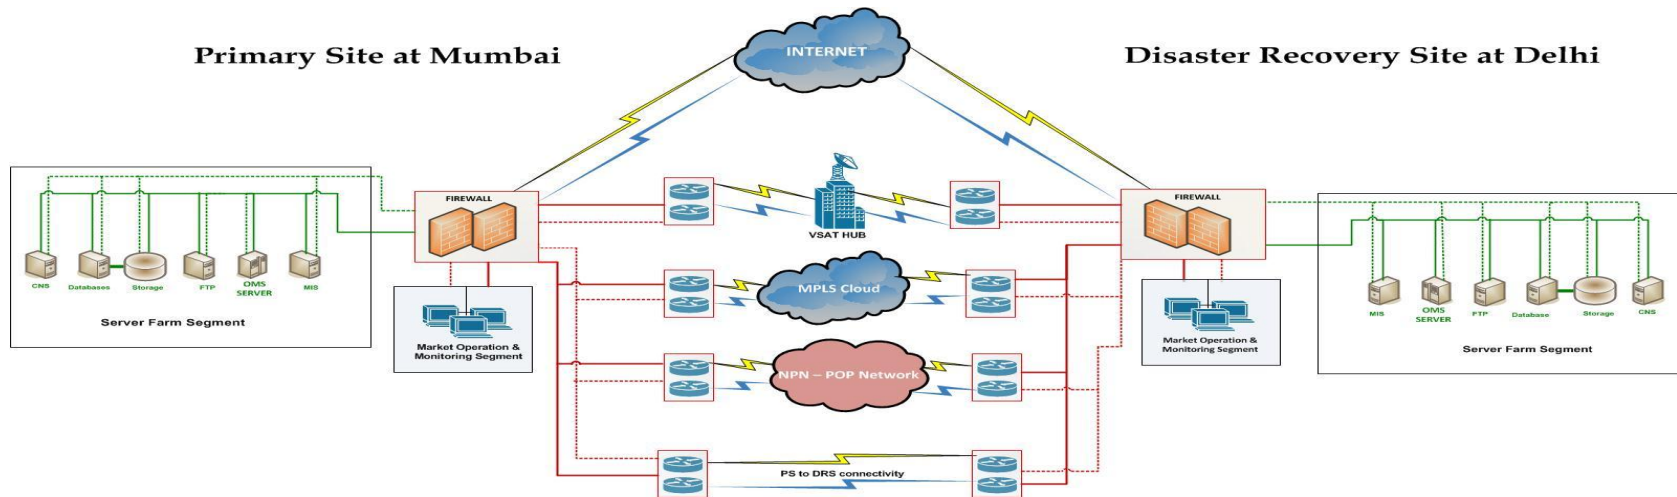 Primary Site at Mumbai
INTERNET
Disaster Recovery Site at Delhi
FIREWALL
CNS
Databases
Storage
FTP
OMS
SERVER
MIS
Server Farm Segment
Market Operation &
Monitoring Segment
VSAT HUB
MPLS Cloud
NPN – POP Network
PS to DRS connectivity
FIREWALL
Market Operation &
Monitoring Segment
MIS
OMS
SERVER
FTP
Database
Storage
CNS
Server Farm Segment